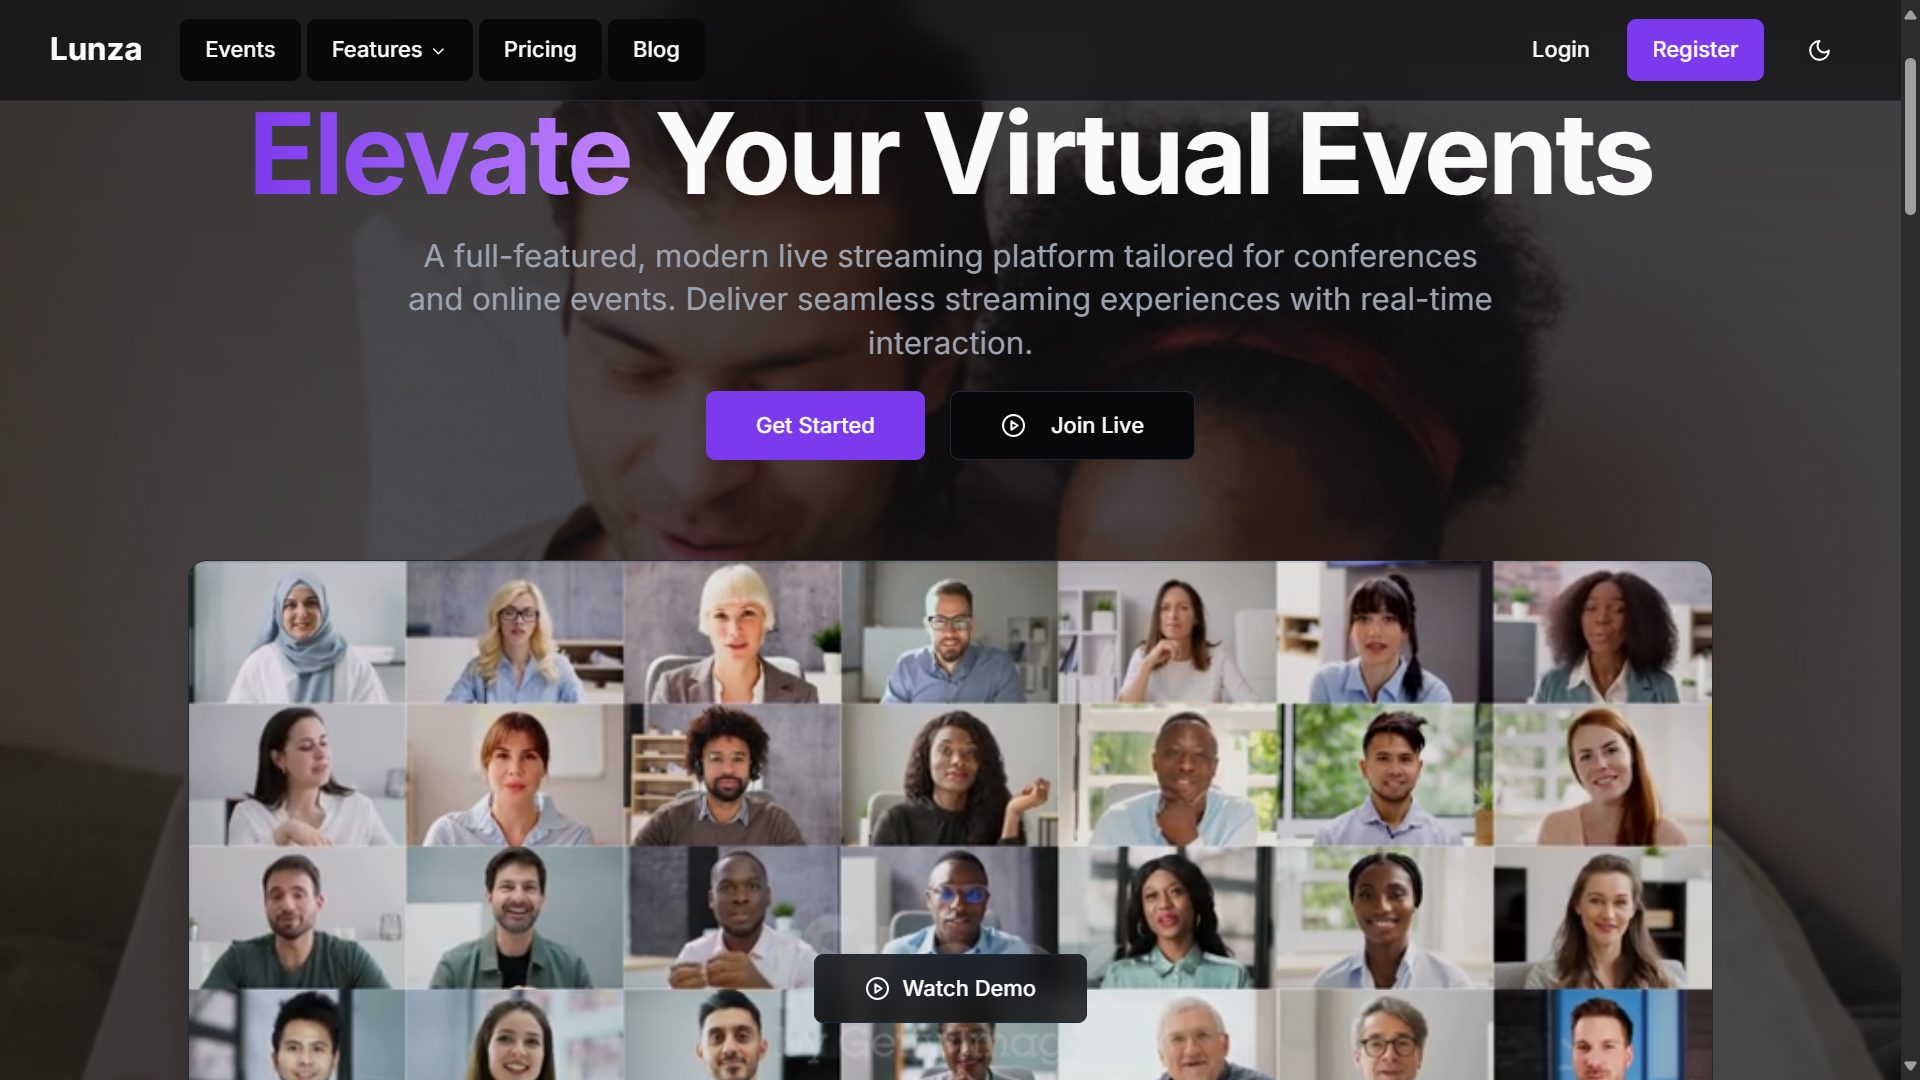 Lunza
Events
Features
Pricing
Blog
Login
Register
Elevate Your Virtual Events
A full-featured, modern live streaming platform tailored for conferences
and online events. Deliver seamless streaming experiences with real-time
interaction.
Get Started
Join Live
Watch Demo